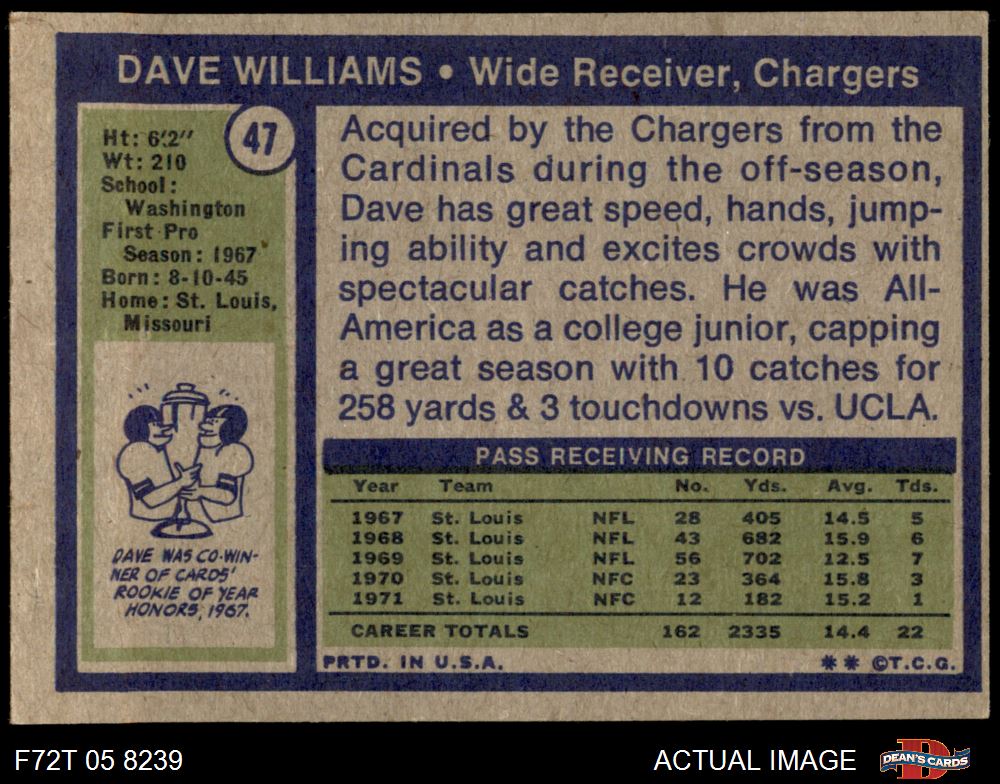 DAVE WILLIAMS • Wide Receiver, Chargers
47
Ht: 6'2"
Wt: 210
School:
Washington
First Pro
Season: 1967
Born: 8-10-45
Home: St. Louis,
Missouri
DAVE WAS CO-WIN-
NER OF CARDS'
ROOKIE OF YEAR
HONORS, 1967.
Acquired by the Chargers from the
Cardinals during the off-season,
Dave has great speed, hands, jump-
ing ability and excites crowds with
spectacular catches. He was All-
America as a college junior, capping
a great season with 10 catches for
258 yards & 3 touchdowns vs. UCLA.
PASS RECEIVING RECORD
Year Team No. Yds. Avg. Tds.
1967 St. Louis NFL 28 405 14.5 5
1968 St. Louis NFL 43 682 15.9 6
1969 St. Louis NFL 56 702 12.5 7
1970 St. Louis NFC 23 364 15.8 3
1971 St. Louis NFC 12 182 15.2 1
CAREER TOTALS 162 2335 14.4 22
PRTD. IN U.S.A. ** ©T.C.G.
F72T 05 8239
ACTUAL IMAGE
D
DEAN'S CARDS